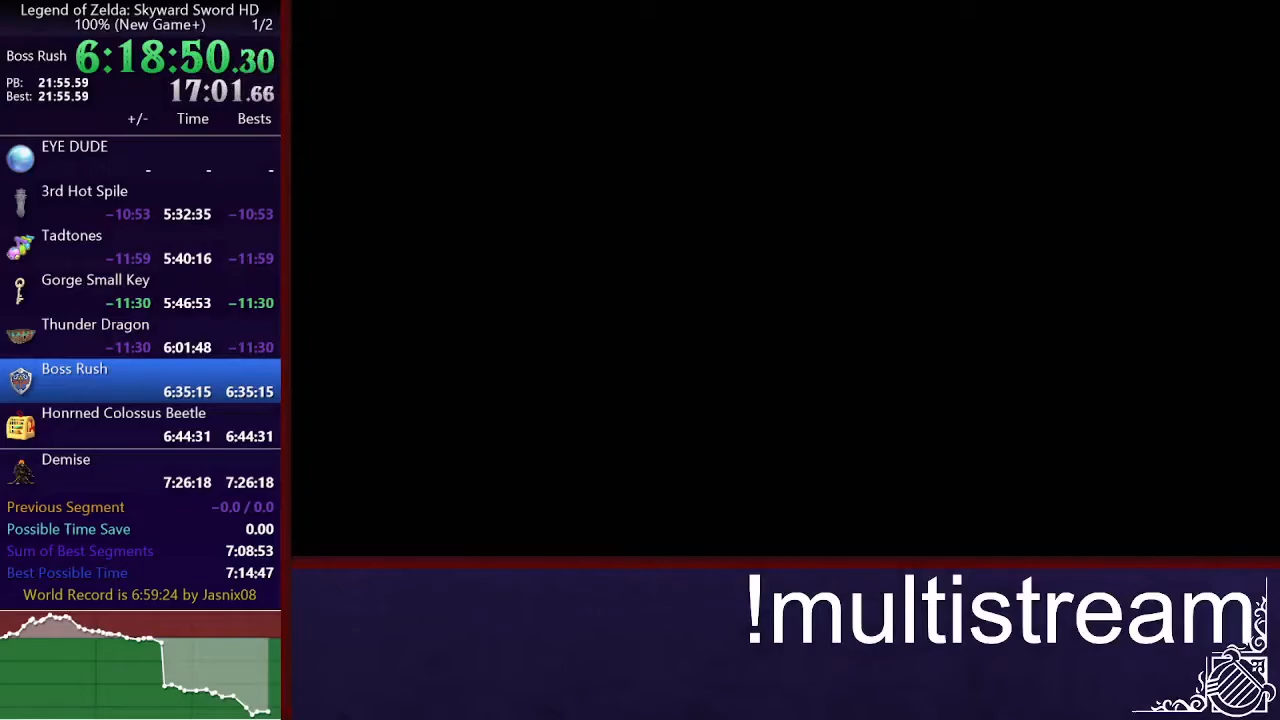 Legend of Zelda: Skyward Sword HD
100% (New Game+) 1/2
Boss Rush 6:18:50.30
PB: 21:55.59
Best: 21:55.59
17:01.66
+/- Time Bests
EYE DUDE
- - -
3rd Hot Spile
−10:53 5:32:35 −10:53
Tadtones
−11:59 5:40:16 −11:59
Gorge Small Key
−11:30 5:46:53 −11:30
Thunder Dragon
−11:30 6:01:48 −11:30
Boss Rush
6:35:15 6:35:15
Honrned Colossus Beetle
6:44:31 6:44:31
Demise
7:26:18 7:26:18
Previous Segment −0.0 / 0.0
Possible Time Save 0.00
Sum of Best Segments 7:08:53
Best Possible Time 7:14:47
World Record is 6:59:24 by Jasnix08
!multistream